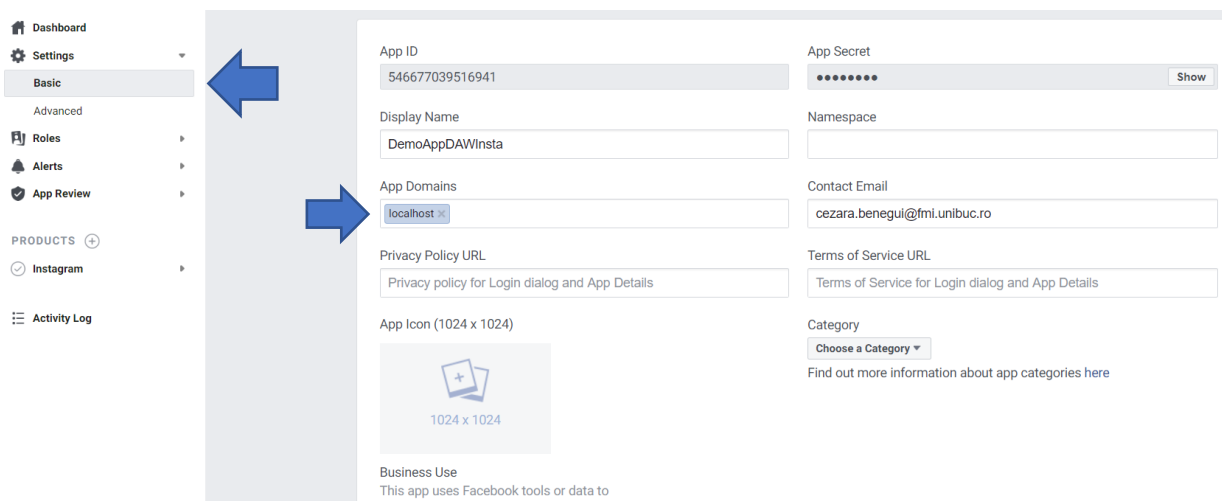 Dashboard
Settings
Basic
Advanced
Roles
Alerts
App Review
PRODUCTS
Instagram
Activity Log
App ID
546677039516941
App Secret
●●●●●●●●
Show
Display Name
DemoAppDAWInsta
Namespace
App Domains
localhost ×
Contact Email
cezara.benegui@fmi.unibuc.ro
Privacy Policy URL
Privacy policy for Login dialog and App Details
Terms of Service URL
Terms of Service for Login dialog and App Details
App Icon (1024 x 1024)
1024 x 1024
Category
Choose a Category
Find out more information about app categories here
Business Use
This app uses Facebook tools or data to